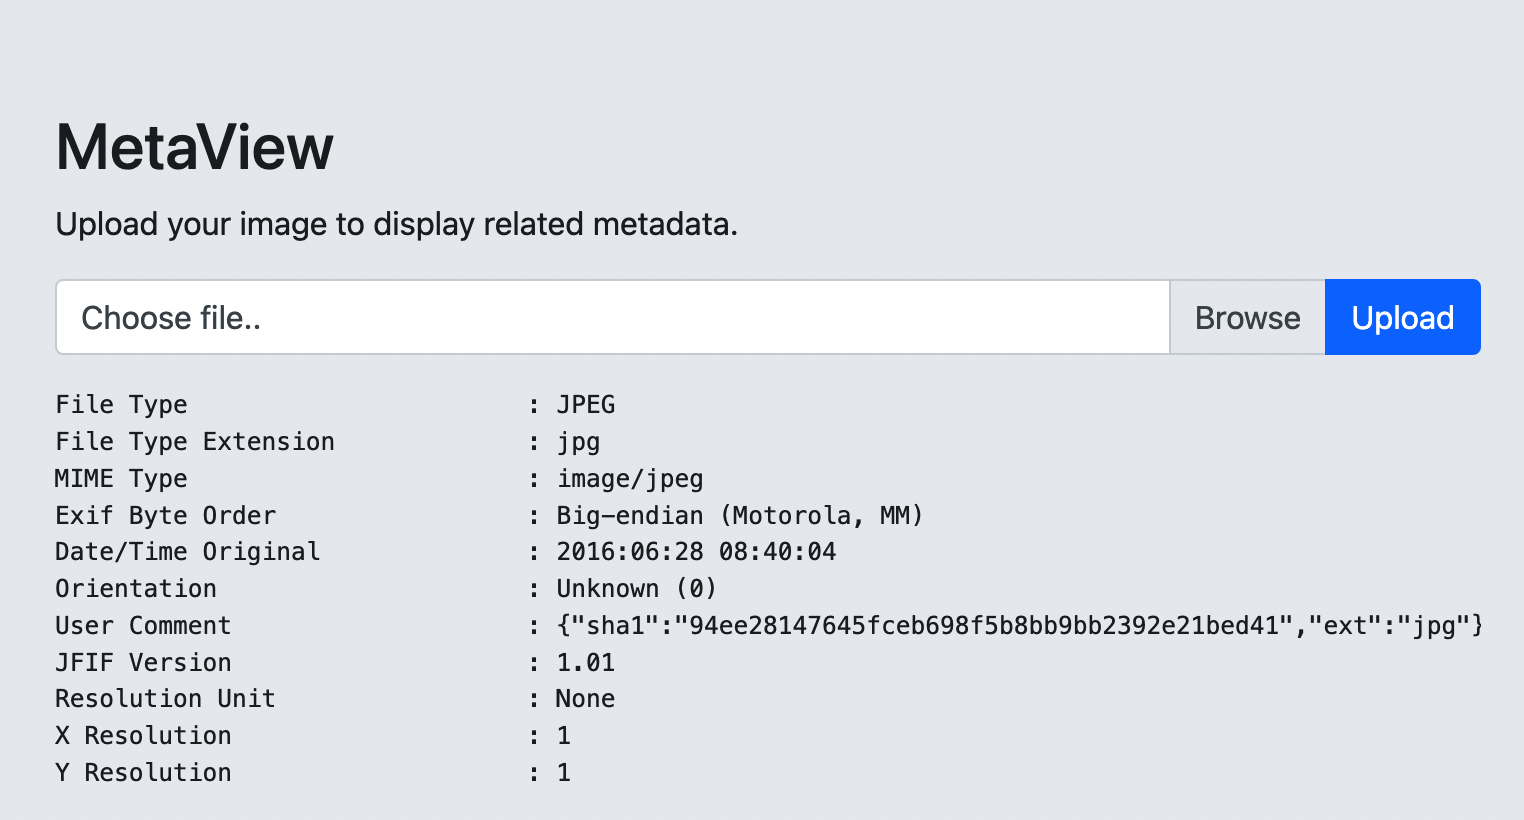 MetaView
Upload your image to display related metadata.
Choose file.. Browse Upload
File Type : JPEG
File Type Extension : jpg
MIME Type : image/jpeg
Exif Byte Order : Big-endian (Motorola, MM)
Date/Time Original : 2016:06:28 08:40:04
Orientation : Unknown (0)
User Comment : {"sha1":"94ee28147645fceb698f5b8bb9bb2392e21bed41","ext":"jpg"}
JFIF Version : 1.01
Resolution Unit : None
X Resolution : 1
Y Resolution : 1